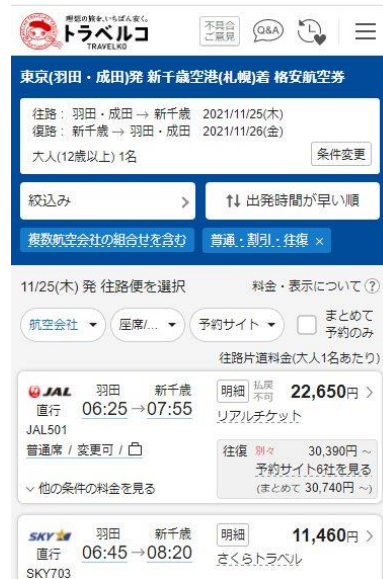 理想の旅を、いちばん安く。
トラベルコ
TRAVELKO
不具合
ご意見
Q&A
東京(羽田・成田)発 新千歳空港(札幌)着 格安航空券
往路： 羽田・成田 → 新千歳 2021/11/25(木)
復路： 新千歳 → 羽田・成田 2021/11/26(金)
大人(12歳以上) 1名
条件変更
絞込み
↑↓ 出発時間が早い順
複数航空会社の組合せを含む
普通・割引・往復 ×
11/25(木) 発 往路便を選択
料金・表示について ?
航空会社
座席/...
予約サイト
まとめて
予約のみ
往路片道料金(大人1名あたり)
JAL 羽田 新千歳 明細 払戻不可 22,650円
直行 06:25 → 07:55 リアルチケット
JAL501
普通席 / 変更可 /
往復 別々 30,390円 ～
予約サイト6社を見る
(まとめて 30,740円 ～)
他の条件の料金を見る
SKY 羽田 新千歳 明細 11,460円
直行 06:45 → 08:20 さくらトラベル
SKY703